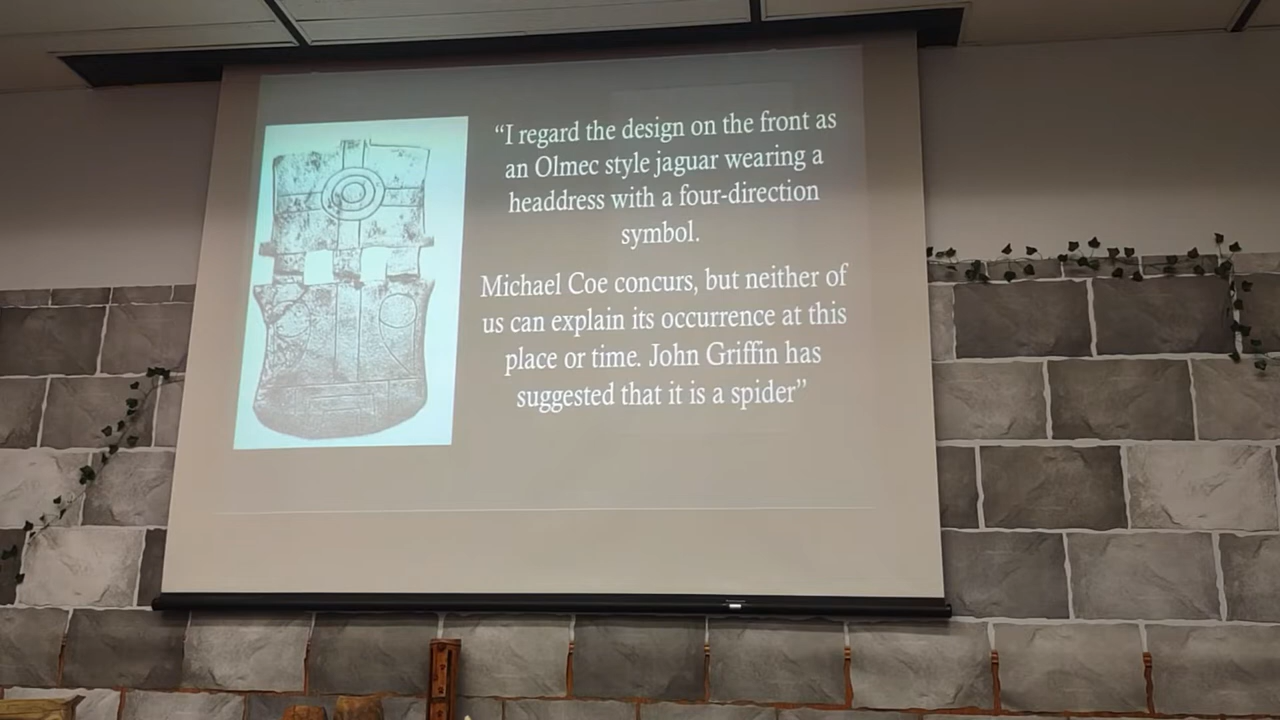 “I regard the design on the front as
an Olmec style jaguar wearing a
headdress with a four-direction
symbol.
Michael Coe concurs, but neither of
us can explain its occurrence at this
place or time. John Griffin has
suggested that it is a spider”